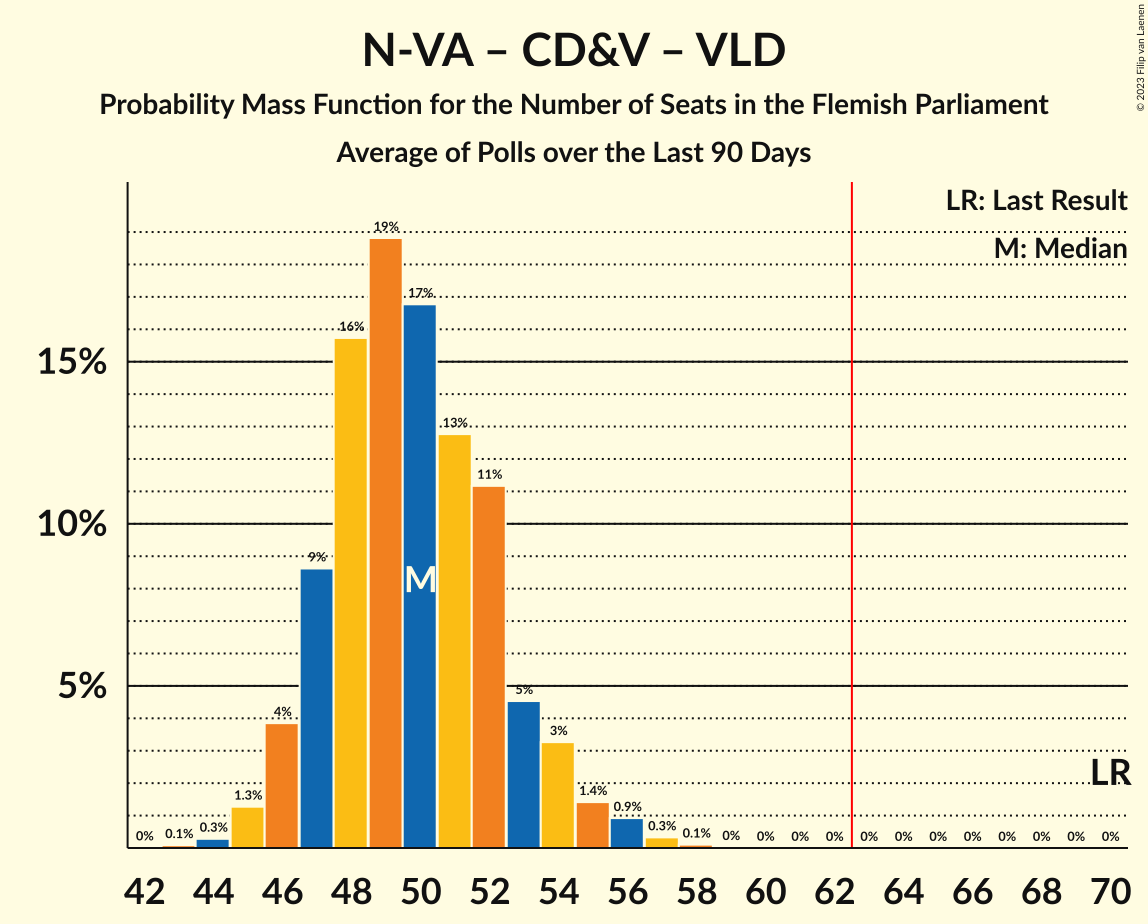 N-VA – CD&V – VLD
Probability Mass Function for the Number of Seats in the Flemish Parliament
Average of Polls over the Last 90 Days
© 2023 Filip van Laenen
LR: Last Result
M: Median
19%
17%
16%
15%
13%
11%
10%
9%
M
5%
5%
4%
3%
LR
1.3%
1.4%
0.9%
0% 0.1% 0.3% 0.3% 0.1% 0% 0% 0% 0% 0% 0% 0% 0% 0% 0% 0% 0%
42 44 46 48 50 52 54 56 58 60 62 64 66 68 70